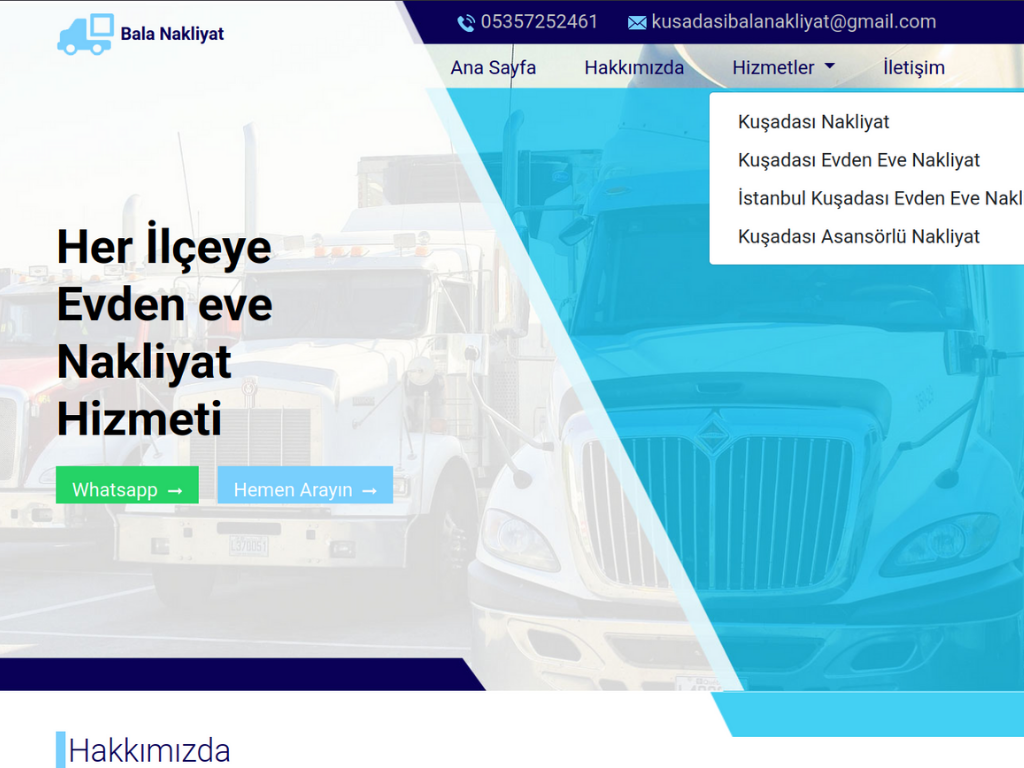 Bala Nakliyat
05357252461 kusadasibalanakliyat@gmail.com
Ana Sayfa Hakkımızda Hizmetler İletişim
Kuşadası Nakliyat
Kuşadası Evden Eve Nakliyat
İstanbul Kuşadası Evden Eve Nakl
Kuşadası Asansörlü Nakliyat
Her İlçeye
Evden eve
Nakliyat
Hizmeti
Whatsapp → Hemen Arayın →
Hakkımızda